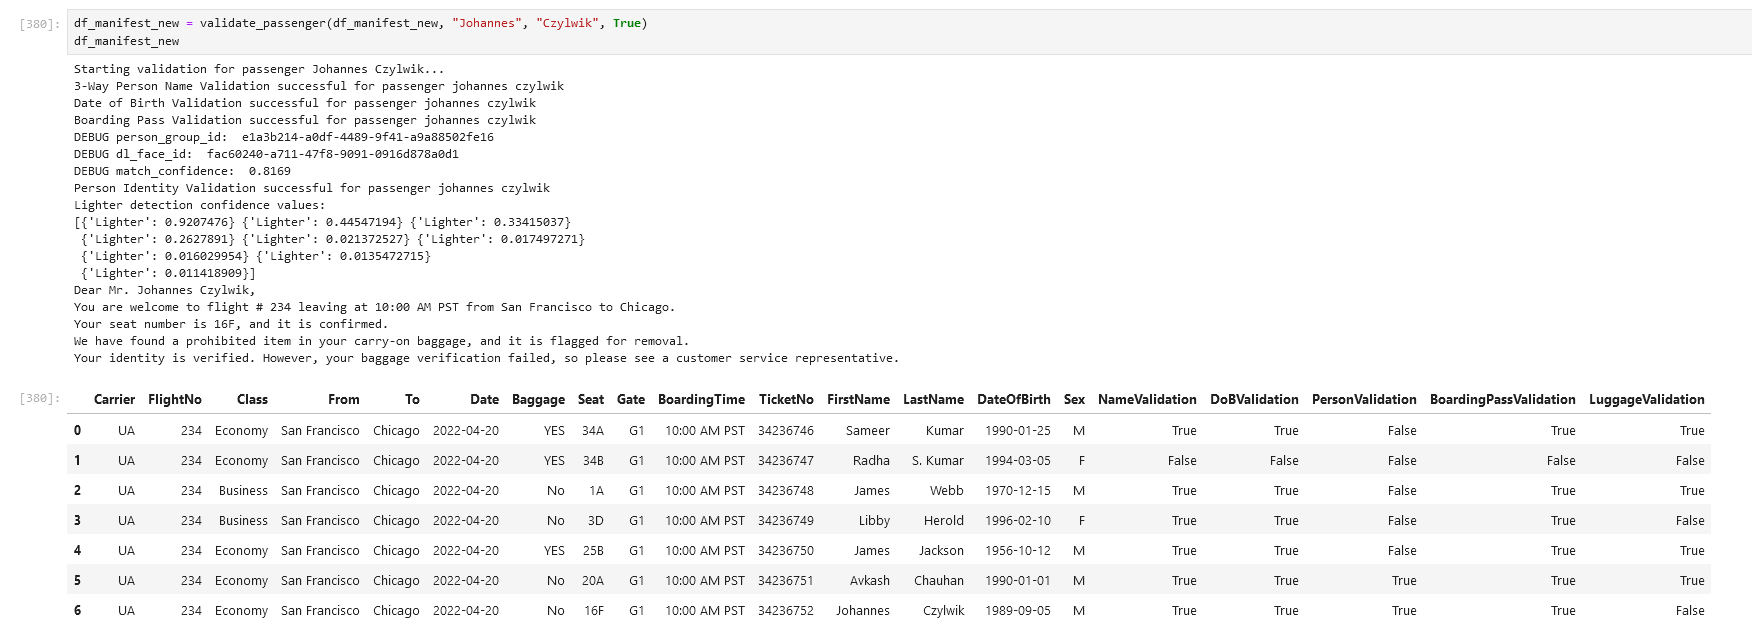 [380]: df_manifest_new = validate_passenger(df_manifest_new, "Johannes", "Czylwik", True)
df_manifest_new
Starting validation for passenger Johannes Czylwik...
3-Way Person Name Validation successful for passenger johannes czylwik
Date of Birth Validation successful for passenger johannes czylwik
Boarding Pass Validation successful for passenger johannes czylwik
DEBUG person_group_id:  e1a3b214-a0df-4489-9f41-a9a88502fe16
DEBUG dl_face_id:  fac60240-a711-47f8-9091-0916d878a0d1
DEBUG match_confidence:  0.8169
Person Identity Validation successful for passenger johannes czylwik
Lighter detection confidence values:
[{'Lighter': 0.9207476} {'Lighter': 0.44547194} {'Lighter': 0.33415037}
{'Lighter': 0.2627891} {'Lighter': 0.021372527} {'Lighter': 0.017497271}
{'Lighter': 0.016029954} {'Lighter': 0.0135472715}
{'Lighter': 0.011418909}]
Dear Mr. Johannes Czylwik,
You are welcome to flight # 234 leaving at 10:00 AM PST from San Francisco to Chicago.
Your seat number is 16F, and it is confirmed.
We have found a prohibited item in your carry-on baggage, and it is flagged for removal.
Your identity is verified. However, your baggage verification failed, so please see a customer service representative.
[380]: Carrier FlightNo Class From To Date Baggage Seat Gate BoardingTime TicketNo FirstName LastName DateOfBirth Sex NameValidation DoBValidation PersonValidation BoardingPassValidation LuggageValidation
0 UA 234 Economy San Francisco Chicago 2022-04-20 YES 34A G1 10:00 AM PST 34236746 Sameer Kumar 1990-01-25 M True True False True True
1 UA 234 Economy San Francisco Chicago 2022-04-20 YES 34B G1 10:00 AM PST 34236747 Radha S. Kumar 1994-03-05 F False False False False False
2 UA 234 Business San Francisco Chicago 2022-04-20 No 1A G1 10:00 AM PST 34236748 James Webb 1970-12-15 M True True False True True
3 UA 234 Business San Francisco Chicago 2022-04-20 No 3D G1 10:00 AM PST 34236749 Libby Herold 1996-02-10 F True True False True False
4 UA 234 Economy San Francisco Chicago 2022-04-20 YES 25B G1 10:00 AM PST 34236750 James Jackson 1956-10-12 M True True False True True
5 UA 234 Economy San Francisco Chicago 2022-04-20 No 20A G1 10:00 AM PST 34236751 Avkash Chauhan 1990-01-01 M True True True True True
6 UA 234 Economy San Francisco Chicago 2022-04-20 No 16F G1 10:00 AM PST 34236752 Johannes Czylwik 1989-09-05 M True True True True False